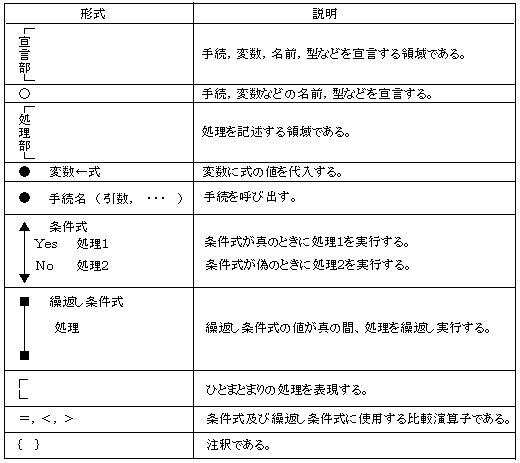 形式 説明
宣言部 手続，変数，名前，型などを宣言する領域である。
○ 手続，変数などの名前，型などを宣言する。
処理部 処理を記述する領域である。
● 変数←式 変数に式の値を代入する。
● 手続名（引数，…） 手続を呼び出す。
条件式
Yes 処理1 条件式が真のときに処理1を実行する。
No 処理2 条件式が偽のときに処理2を実行する。
■ 繰返し条件式
処理 繰返し条件式の値が真の間、処理を繰返し実行する。
■
ひとまとまりの処理を表現する。
＝，＜，＞ 条件式及び繰返し条件式に使用する比較演算子である。
｛ ｝ 注釈である。